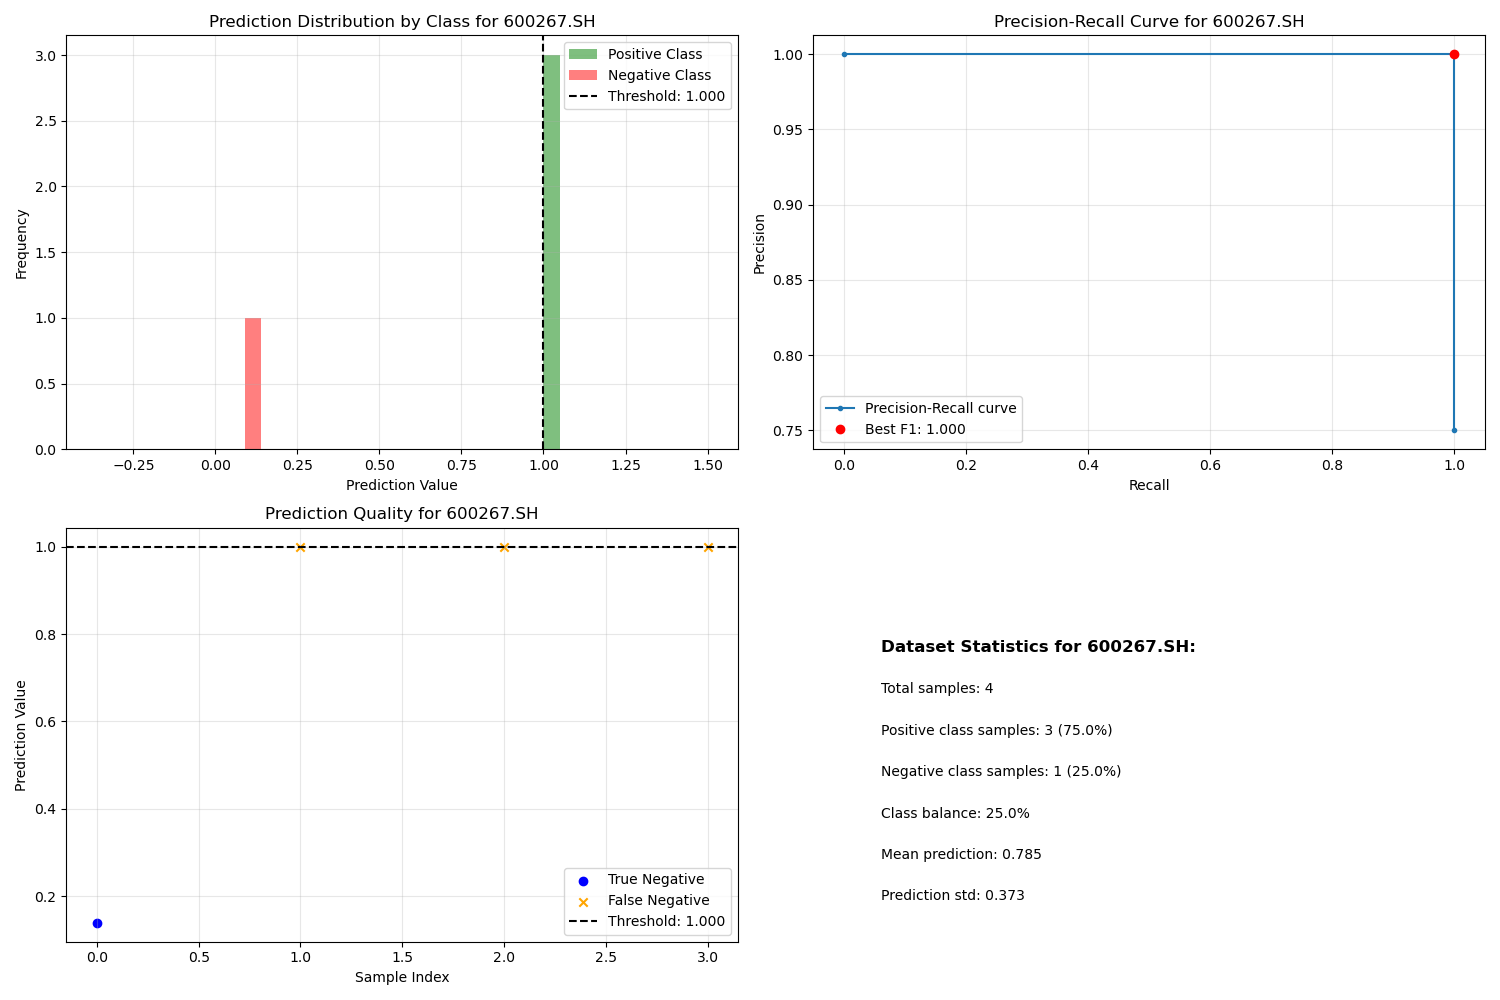 Prediction Distribution by Class for 600267.SH
3.0
2.5
2.0
1.5
1.0
0.5
0.0
Frequency
Positive Class
Negative Class
Threshold: 1.000
−0.25 0.00 0.25 0.50 0.75 1.00 1.25 1.50
Prediction Value
Precision-Recall Curve for 600267.SH
1.00
0.95
0.90
0.85
0.80
0.75
Precision
Precision-Recall curve
Best F1: 1.000
0.0 0.2 0.4 0.6 0.8 1.0
Recall
Prediction Quality for 600267.SH
1.0
0.8
0.6
0.4
0.2
Prediction Value
True Negative
False Negative
Threshold: 1.000
0.0 0.5 1.0 1.5 2.0 2.5 3.0
Sample Index
Dataset Statistics for 600267.SH:
Total samples: 4
Positive class samples: 3 (75.0%)
Negative class samples: 1 (25.0%)
Class balance: 25.0%
Mean prediction: 0.785
Prediction std: 0.373